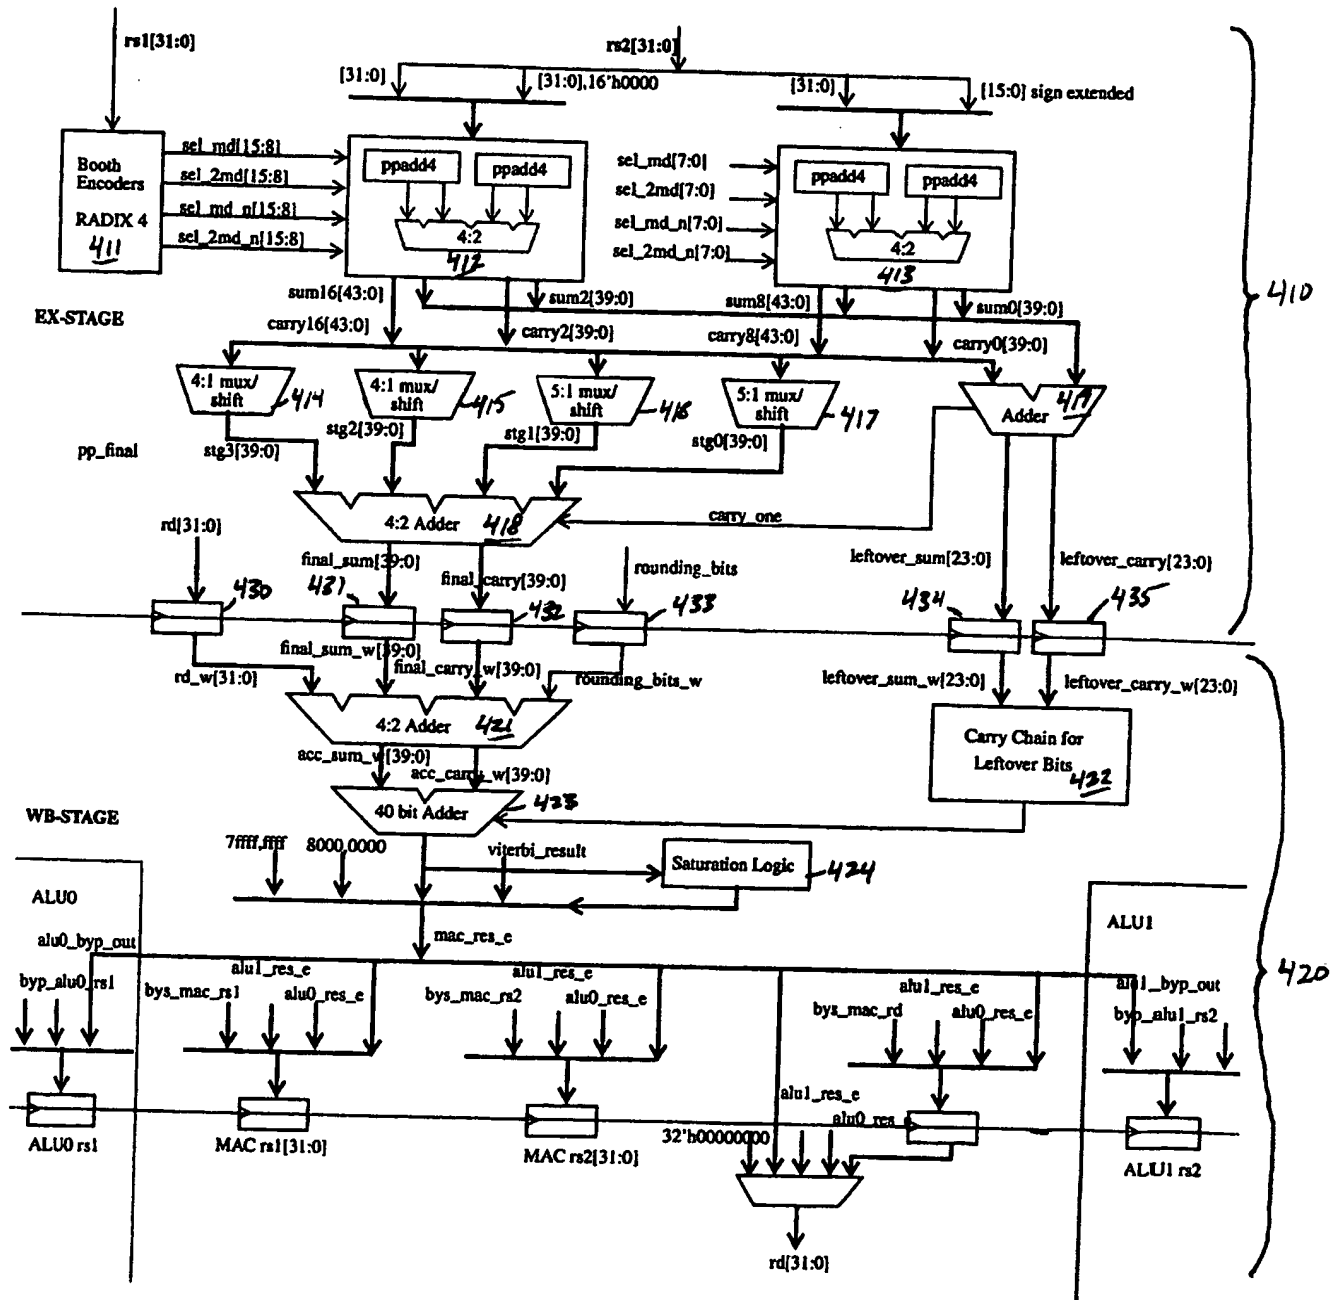 rs1[31:0]
rs2[31:0]
[31:0]
[31:0],16'h0000
[31:0]
[15:0] sign extended
Booth
Encoders
RADIX 4
411
sel_md[15:8]
sel_2md[15:8]
sel_md_n[15:8]
sel_2md_n[15:8]
ppadd4
ppadd4
4:2
412
sel_md[7:0]
sel_2md[7:0]
sel_md_n[7:0]
sel_2md_n[7:0]
ppadd4
ppadd4
4:2
413
410
EX-STAGE
sum16[43:0]
sum2[39:0]
sum8[43:0]
sum0[39:0]
carry16[43:0]
carry2[39:0]
carry8[43:0]
carry0[39:0]
4:1 mux/
shift
414
4:1 mux/
shift
415
5:1 mux/
shift
416
5:1 mux/
shift
417
419
Adder
pp_final
stg3[39:0]
stg2[39:0]
stg1[39:0]
stg0[39:0]
4:2 Adder
418
carry_one
rd[31:0]
final_sum[39:0]
final_carry[39:0]
rounding_bits
leftover_sum[23:0]
leftover_carry[23:0]
430
431
432
433
434
435
rd_w[31:0]
final_sum_w[39:0]
final_carry_w[39:0]
rounding_bits_w
leftover_sum_w[23:0]
leftover_carry_w[23:0]
4:2 Adder
421
Carry Chain for
Leftover Bits
422
acc_sum_w[39:0]
acc_carry_w[39:0]
WB-STAGE
40 bit Adder
423
7ffff,ffff
8000,0000
viterbi_result
Saturation Logic
424
ALU0
ALU1
mac_res_e
420
alu0_byp_out
byp_alu0_rs1
bys_mac_rs1
alu1_res_e
alu0_res_e
bys_mac_rs2
alu1_res_e
alu0_res_e
bys_mac_rd
alu1_res_e
alu0_res_e
alu1_byp_out
byp_alu1_rs2
ALU0 rs1
MAC rs1[31:0]
MAC rs2[31:0]
32'h00000000
alu1_res_e
alu0_res_e
ALU1 rs2
rd[31:0]